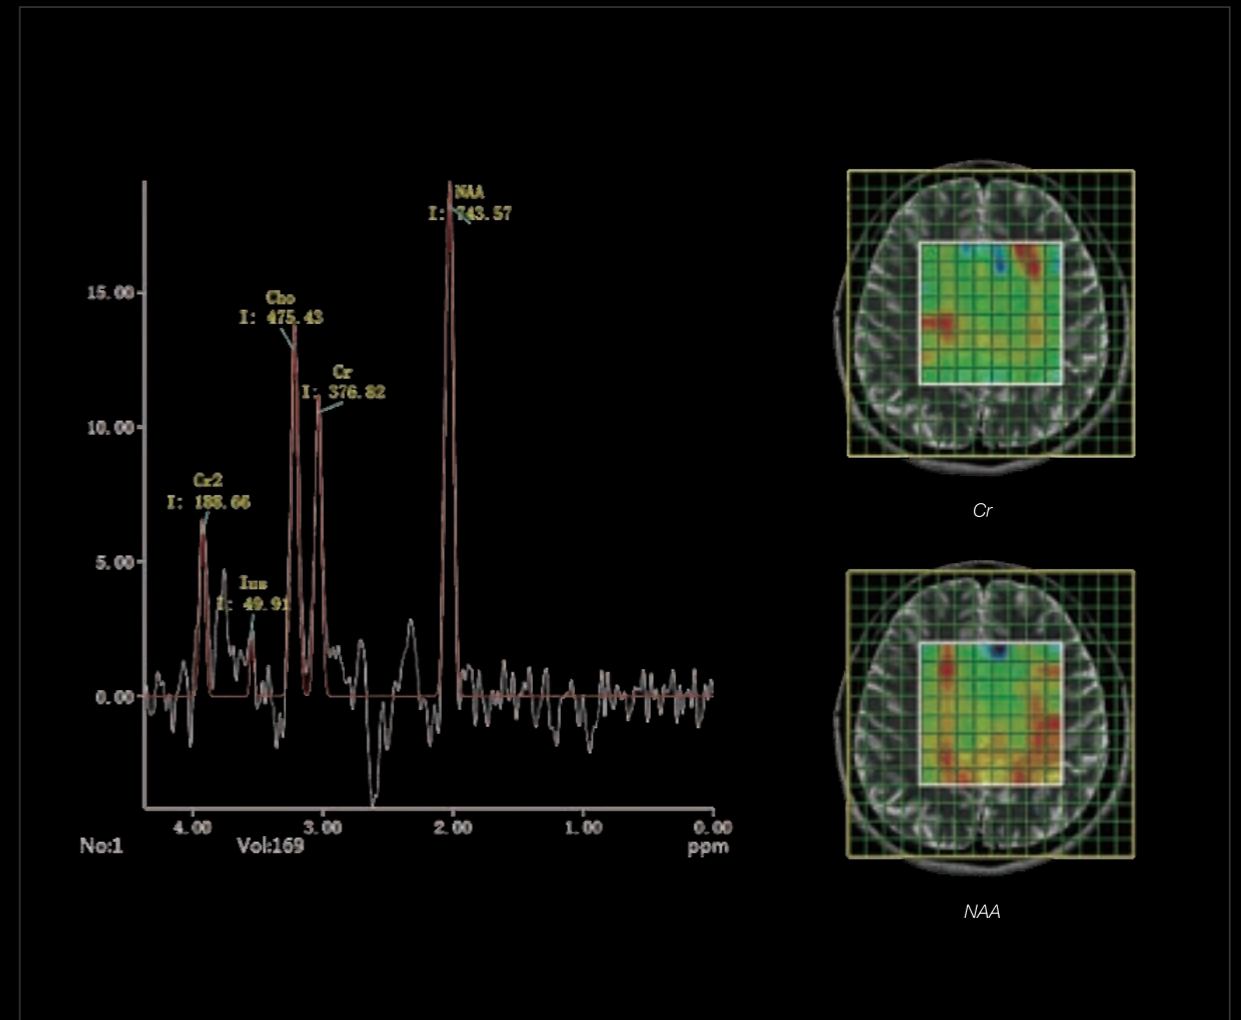 NAA
I: 743.57
15.00
Cho
I: 475.43
Cr
I: 376.82
10.00
Cr2
I: 188.66
5.00
Ins
I: 49.91
0.00
4.00 3.00 2.00 1.00 0.00
No:1 Vol:169 ppm
Cr
NAA